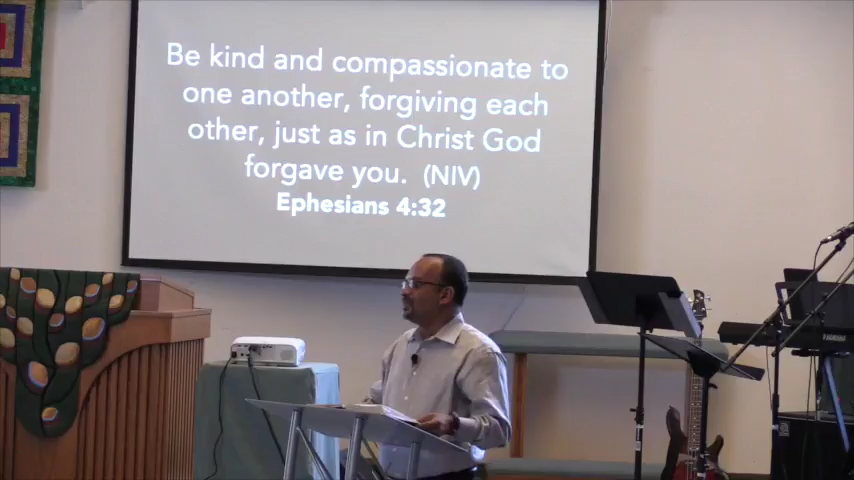 Be kind and compassionate to
one another, forgiving each
other, just as in Christ God
forgave you. (NIV)
Ephesians 4:32